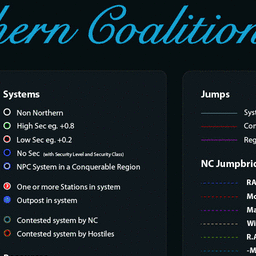 hern Coalition
Systems
Non Northern
High Sec eg. +0.8
Low Sec eg. +0.2
No Sec (with Security Level and Security Class)
NPC System in a Conquerable Region
One or more Stations in system
Outpost in system
Contested system by NC
Contested system by Hostiles
Jumps
Syst
Con
Reg
NC Jumpbric
RA
Mo
Ma
Wi
R.A
-M